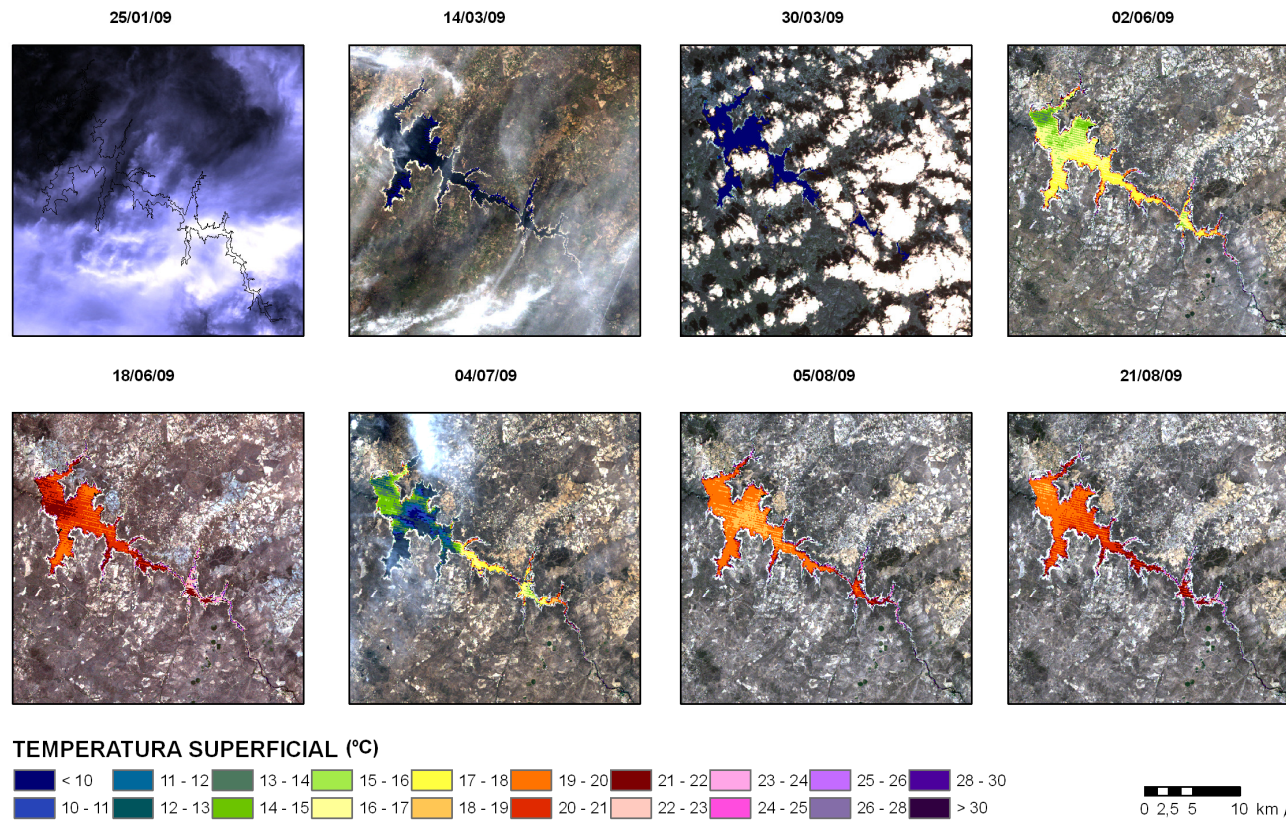 25/01/09 14/03/09 30/03/09 02/06/09
18/06/09 04/07/09 05/08/09 21/08/09
TEMPERATURA SUPERFICIAL (ºC)
< 10 11 - 12 13 - 14 15 - 16 17 - 18 19 - 20 21 - 22 23 - 24 25 - 26 28 - 30
10 - 11 12 - 13 14 - 15 16 - 17 18 - 19 20 - 21 22 - 23 24 - 25 26 - 28 > 30
0 2,5 5 10 km